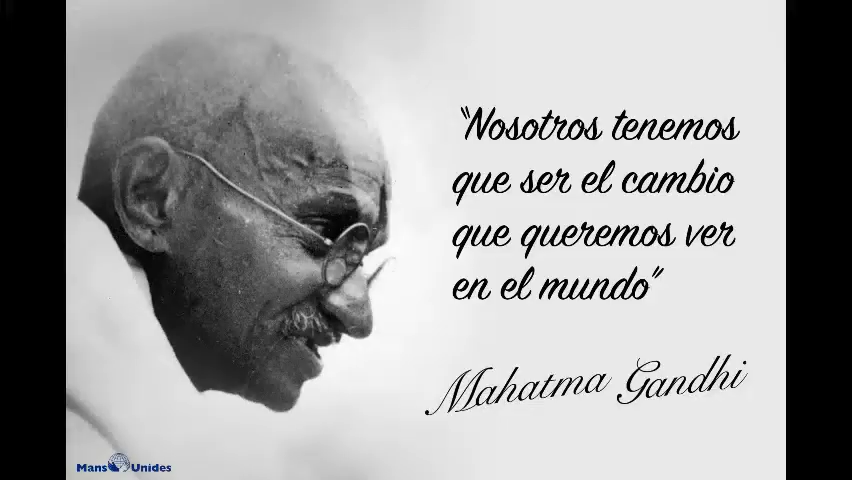 “Nosotros tenemos
que ser el cambio
que queremos ver
en el mundo”
Mahatma Gandhi
Mans Unides